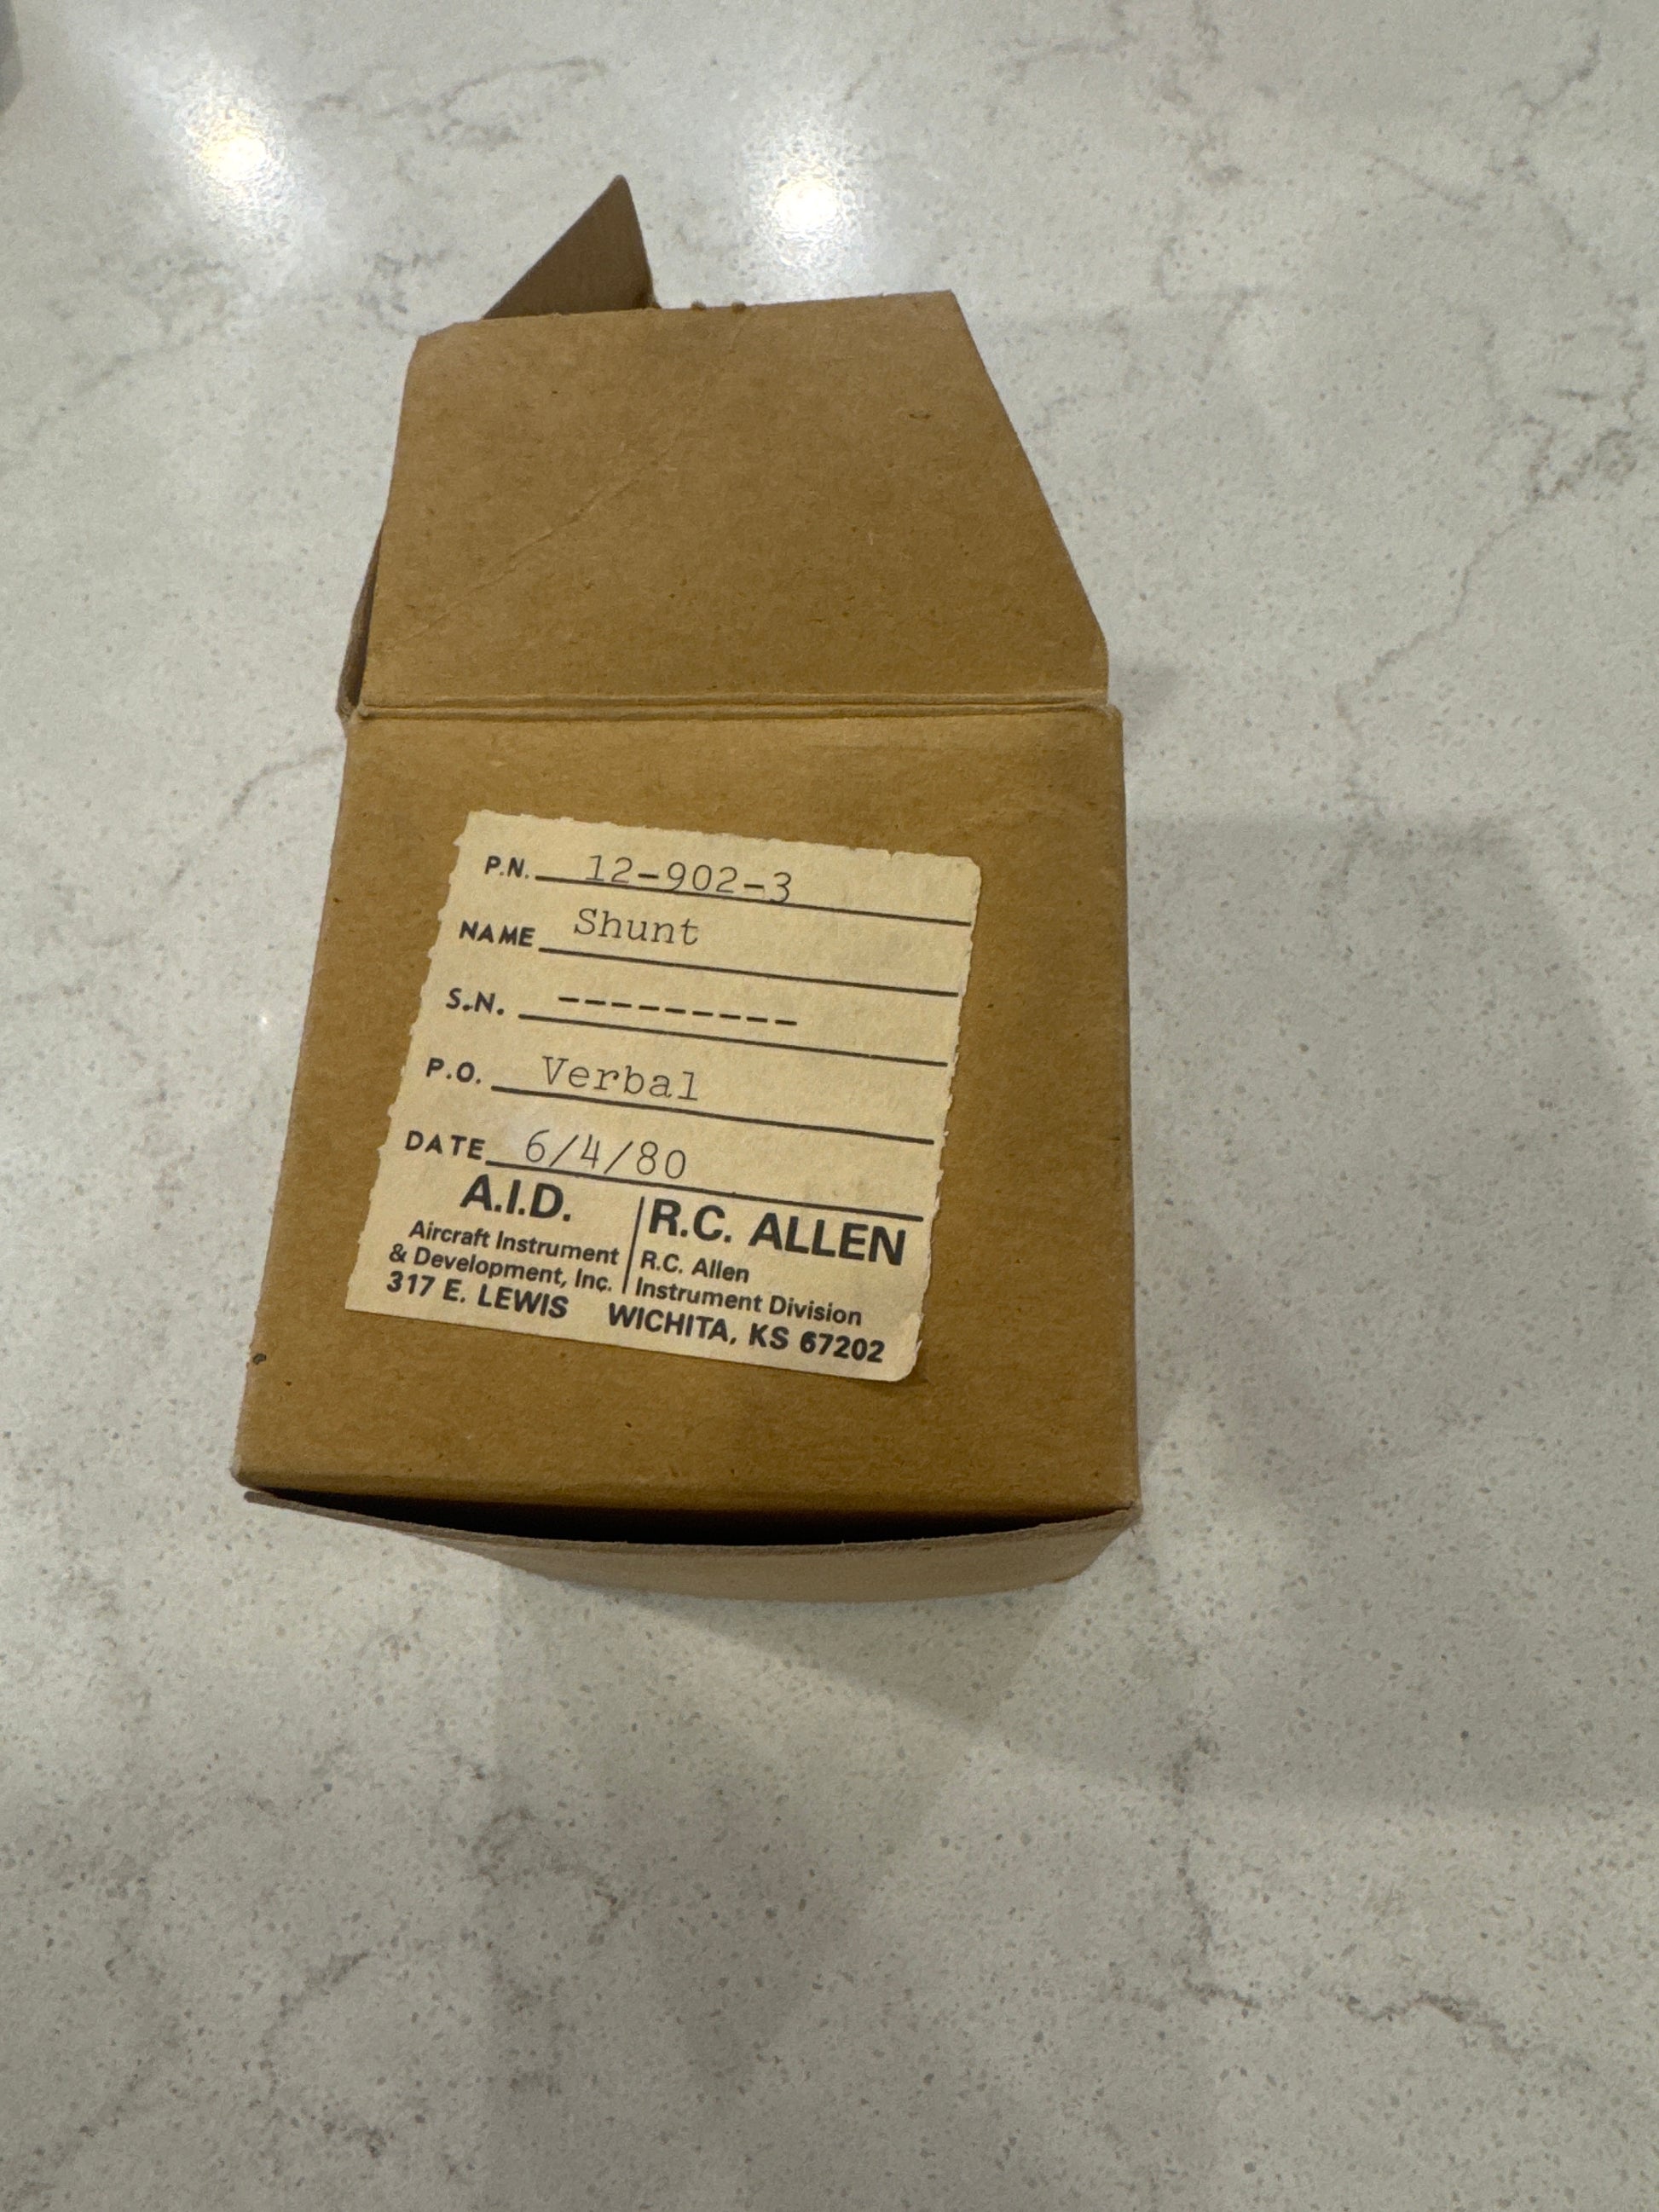 P.N. 12-902-3
NAME Shunt
S.N. ---------
P.O. Verbal
DATE 6/4/80
A.I.D. R.C. ALLEN
Aircraft Instrument R.C. Allen
& Development, Inc. Instrument Division
317 E. LEWIS WICHITA, KS 67202